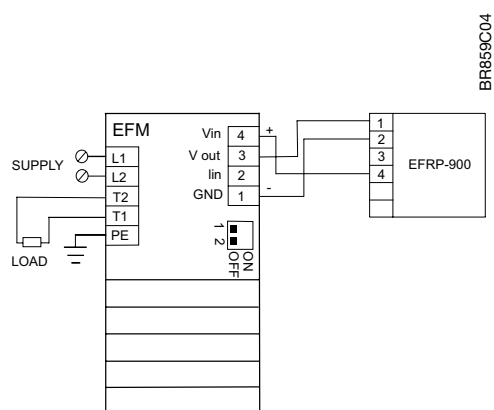 BR859C04
EFM
SUPPLY
LOAD
L1
L2
T2
T1
PE
Vin 4 +
V out 3
Iin 2
GND 1 -
1
2
ON
OFF
1
2
3
4
EFRP-900